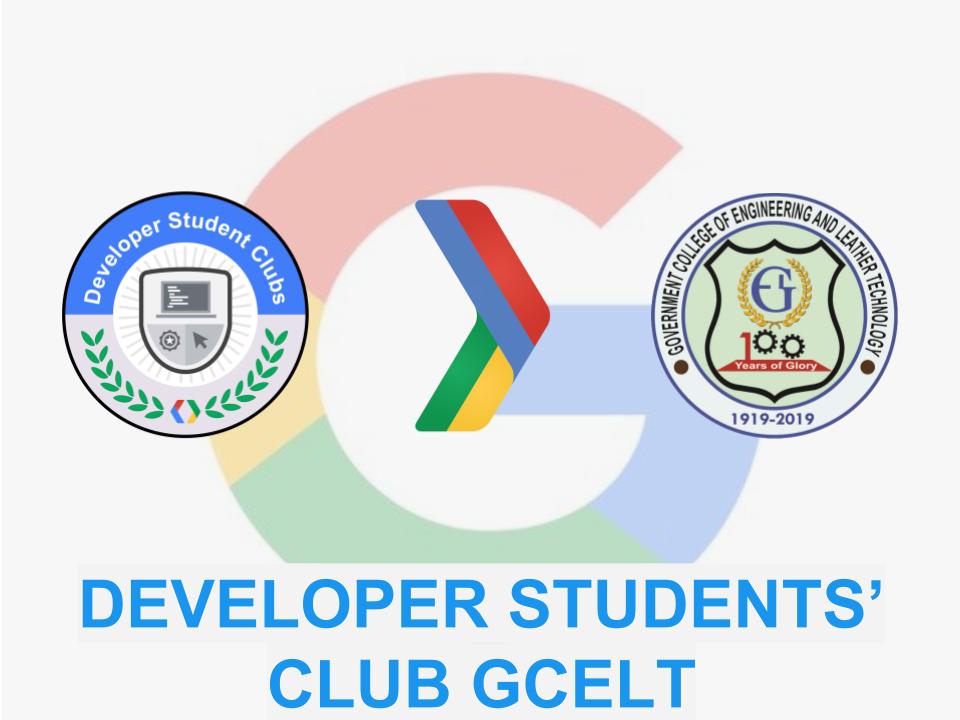 Developer Student Clubs
GOVERNMENT COLLEGE OF ENGINEERING AND LEATHER TECHNOLOGY
EGT
100
Years of Glory
1919-2019
DEVELOPER STUDENTS’
CLUB GCELT